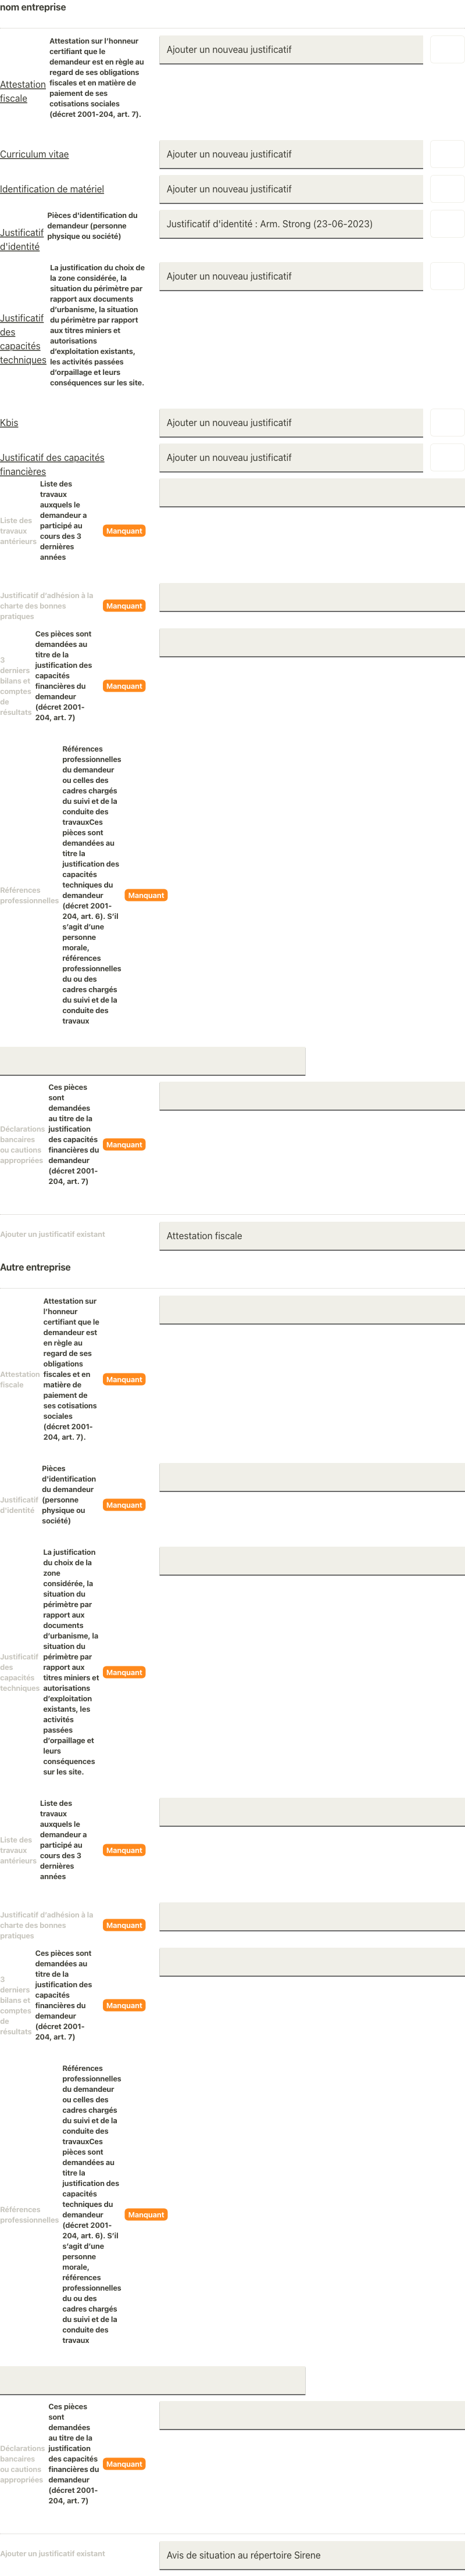 nom entreprise
Attestation
fiscale
Attestation sur l'honneur
certifiant que le
demandeur est en règle au
regard de ses obligations
fiscales et en matière de
paiement de ses
cotisations sociales
(décret 2001-204, art. 7).
Ajouter un nouveau justificatif
Curriculum vitae
Ajouter un nouveau justificatif
Identification de matériel
Ajouter un nouveau justificatif
Justificatif
d'identité
Pièces d'identification du
demandeur (personne
physique ou société)
Justificatif d'identité : Arm. Strong (23-06-2023)
Justificatif
des
capacités
techniques
La justification du choix de
la zone considérée, la
situation du périmètre par
rapport aux documents
d'urbanisme, la situation
du périmètre par rapport
aux titres miniers et
autorisations
d'exploitation existants,
les activités passées
d'orpaillage et leurs
conséquences sur les site.
Ajouter un nouveau justificatif
Kbis
Ajouter un nouveau justificatif
Justificatif des capacités
financières
Ajouter un nouveau justificatif
Liste des
travaux
antérieurs
Liste des
travaux
auxquels le
demandeur a
participé au
cours des 3
dernières
années
Manquant
Justificatif d'adhésion à la
charte des bonnes
pratiques
Manquant
3
derniers
bilans et
comptes
de
résultats
Ces pièces sont
demandées au
titre de la
justification des
capacités
financières du
demandeur
(décret 2001-
204, art. 7)
Manquant
Références
professionnelles
Références
professionnelles
du demandeur
ou celles des
cadres chargés
du suivi et de la
conduite des
travauxCes
pièces sont
demandées au
titre la
justification des
capacités
techniques du
demandeur
(décret 2001-
204, art. 6). S'il
s'agit d'une
personne
morale,
références
professionnelles
du ou des
cadres chargés
du suivi et de la
conduite des
travaux
Manquant
Déclarations
bancaires
ou cautions
appropriées
Ces pièces
sont
demandées
au titre de la
justification
des capacités
financières du
demandeur
(décret 2001-
204, art. 7)
Manquant
Ajouter un justificatif existant
Attestation fiscale
Autre entreprise
Attestation
fiscale
Attestation sur
l'honneur
certifiant que le
demandeur est
en règle au
regard de ses
obligations
fiscales et en
matière de
paiement de
ses cotisations
sociales
(décret 2001-
204, art. 7).
Manquant
Justificatif
d'identité
Pièces
d'identification
du demandeur
(personne
physique ou
société)
Manquant
Justificatif
des
capacités
techniques
La justification
du choix de la
zone
considérée, la
situation du
périmètre par
rapport aux
documents
d'urbanisme, la
situation du
périmètre par
rapport aux
titres miniers et
autorisations
d'exploitation
existants, les
activités
passées
d'orpaillage et
leurs
conséquences
sur les site.
Manquant
Liste des
travaux
antérieurs
Liste des
travaux
auxquels le
demandeur a
participé au
cours des 3
dernières
années
Manquant
Justificatif d'adhésion à la
charte des bonnes
pratiques
Manquant
3
derniers
bilans et
comptes
de
résultats
Ces pièces sont
demandées au
titre de la
justification des
capacités
financières du
demandeur
(décret 2001-
204, art. 7)
Manquant
Références
professionnelles
Références
professionnelles
du demandeur
ou celles des
cadres chargés
du suivi et de la
conduite des
travauxCes
pièces sont
demandées au
titre la
justification des
capacités
techniques du
demandeur
(décret 2001-
204, art. 6). S'il
s'agit d'une
personne
morale,
références
professionnelles
du ou des
cadres chargés
du suivi et de la
conduite des
travaux
Manquant
Déclarations
bancaires
ou cautions
appropriées
Ces pièces
sont
demandées
au titre de la
justification
des capacités
financières du
demandeur
(décret 2001-
204, art. 7)
Manquant
Ajouter un justificatif existant
Avis de situation au répertoire Sirene